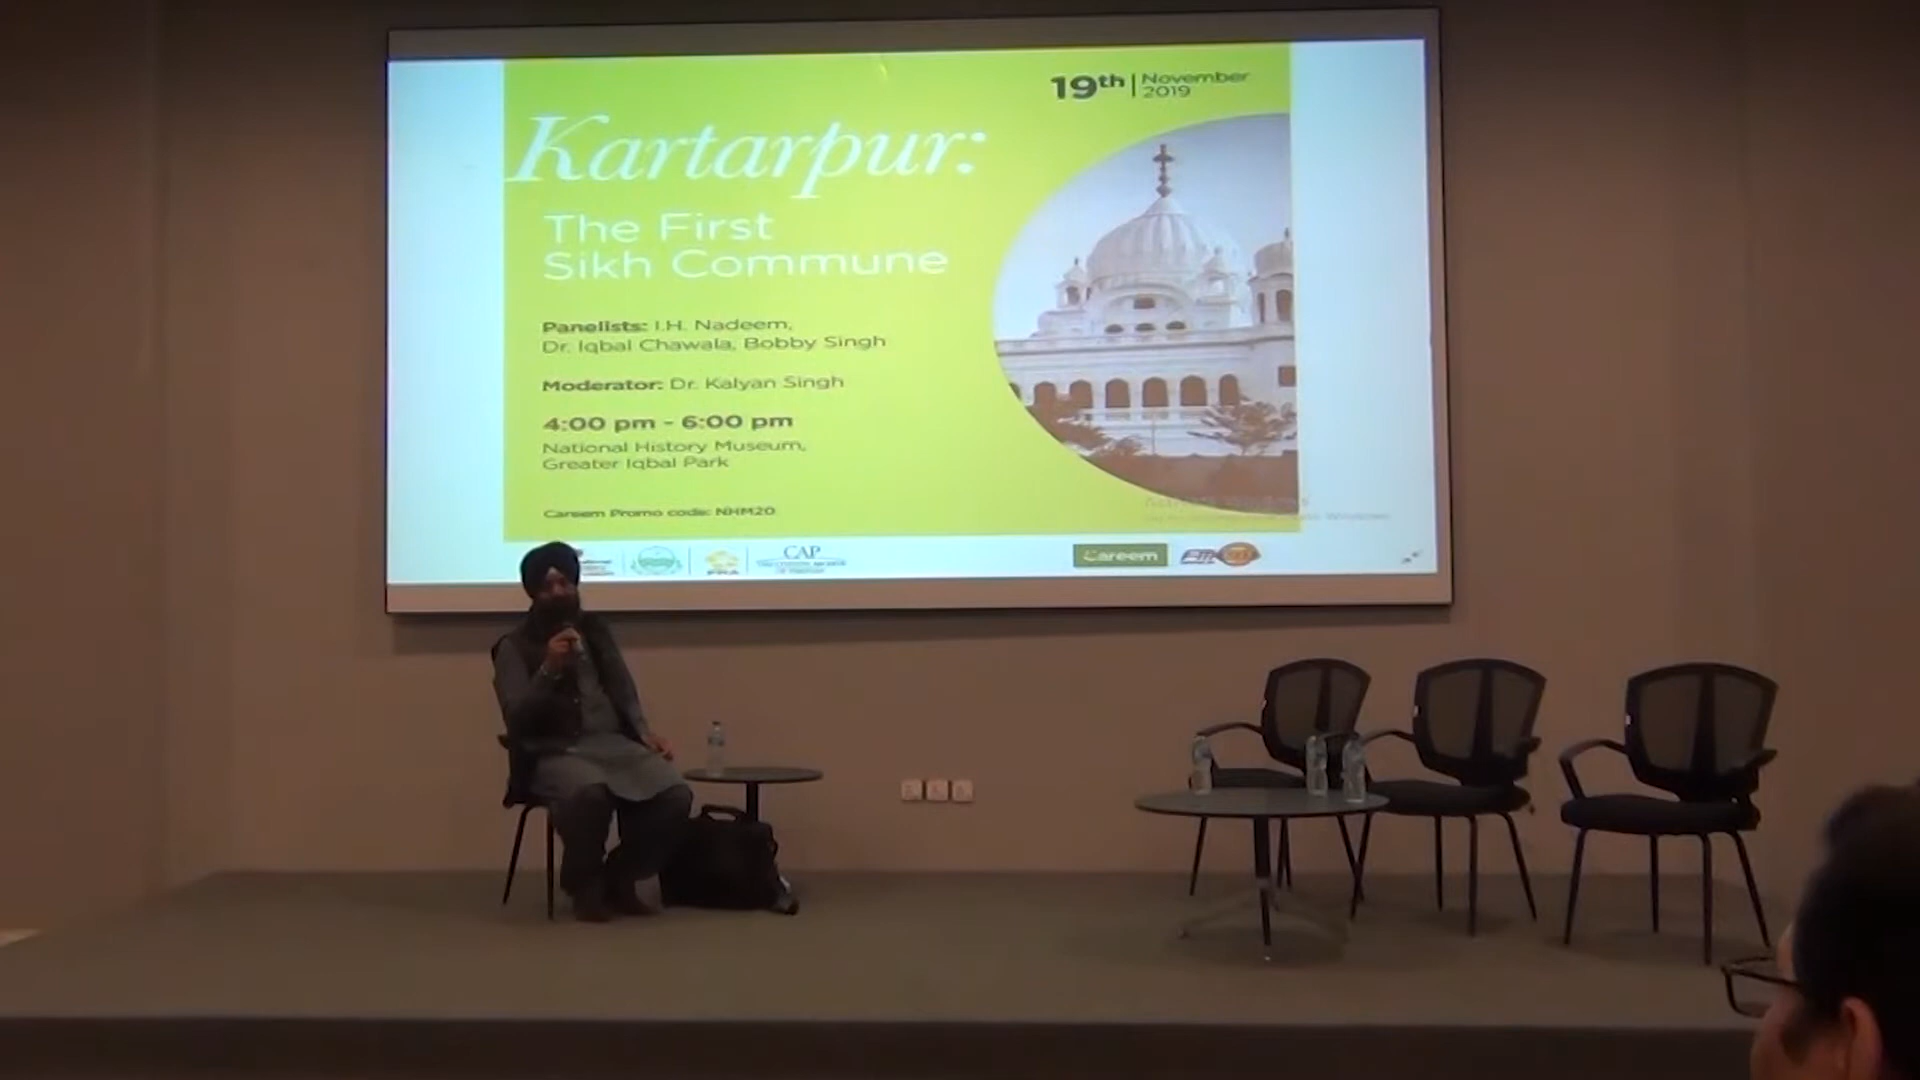 19th | November
2019
Kartarpur:
The First
Sikh Commune
Panelists: I.H. Nadeem,
Dr. Iqbal Chawala, Bobby Singh
Moderator: Dr. Kalyan Singh
4:00 pm - 6:00 pm
National History Museum,
Greater Iqbal Park
Careem Promo code: NHM20
PHA
CAP
Careem